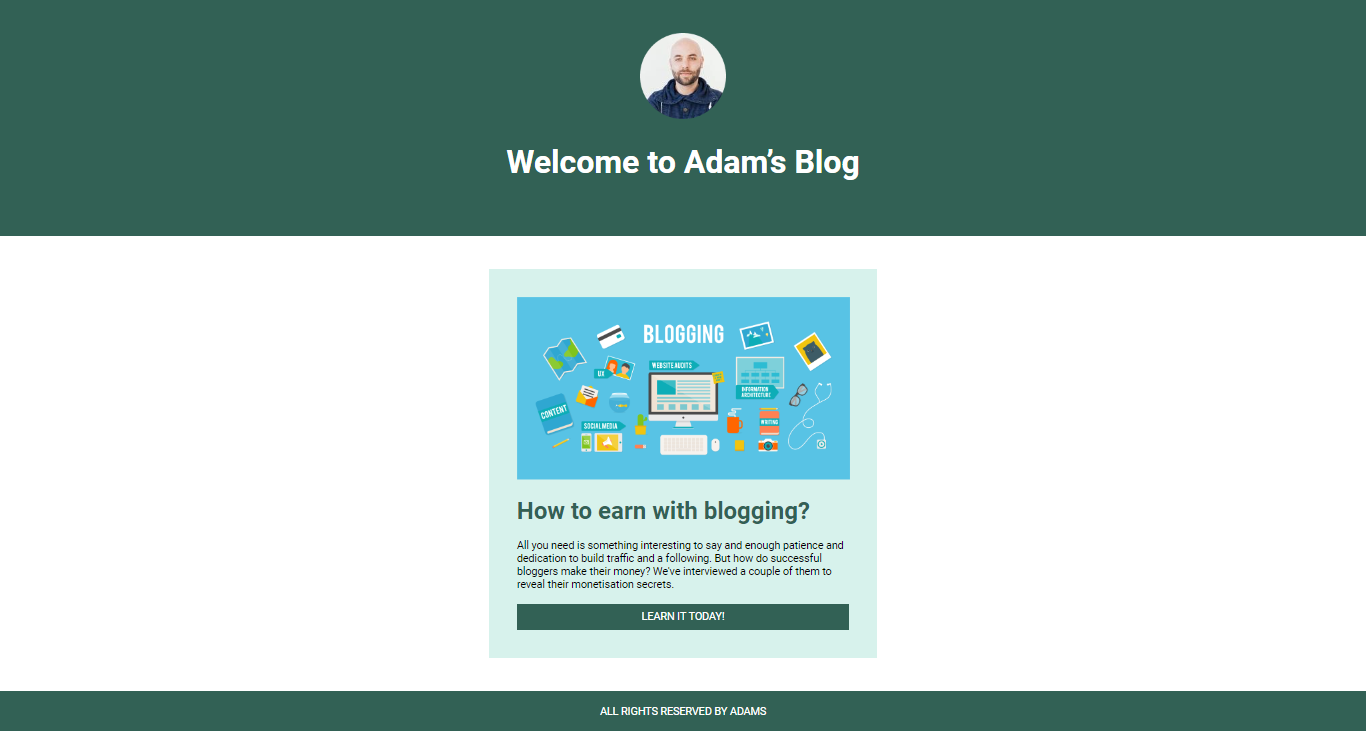 Welcome to Adam’s Blog
BLOGGING
UX
WEBSITE AUDITS
INFORMATION
ARCHITECTURE
CONTENT
SOCIAL MEDIA
WRITING
How to earn with blogging?
All you need is something interesting to say and enough patience and
dedication to build traffic and a following. But how do successful
bloggers make their money? We've interviewed a couple of them to
reveal their monetisation secrets.
LEARN IT TODAY!
ALL RIGHTS RESERVED BY ADAMS